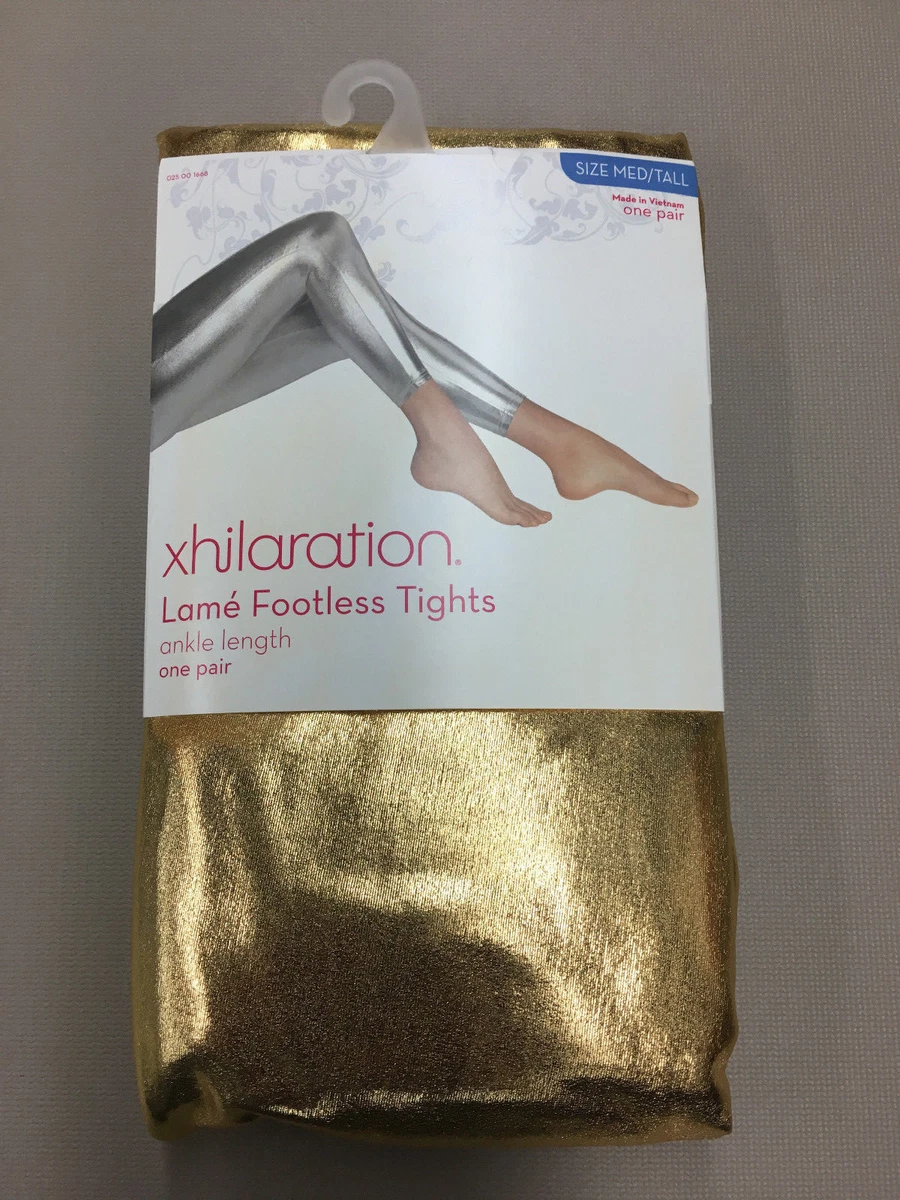 025 00 1668
SIZE MED/TALL
Made in Vietnam
one pair
xhilaration®
Lamé Footless Tights
ankle length
one pair